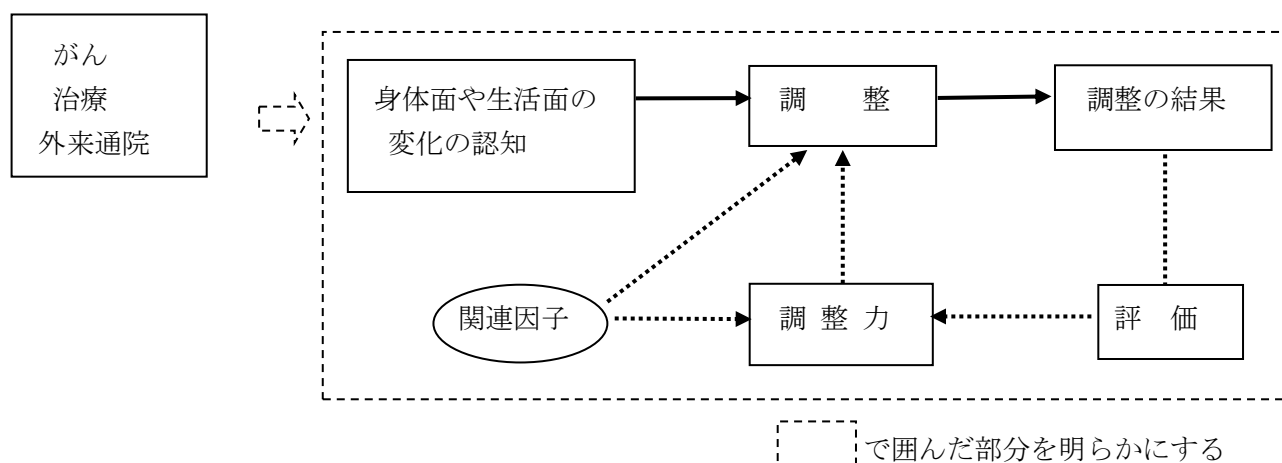 がん
治療
外来通院
身体面や生活面の
変化の認知
調　整
調整の結果
関連因子
調 整 力
評　価
で囲んだ部分を明らかにする